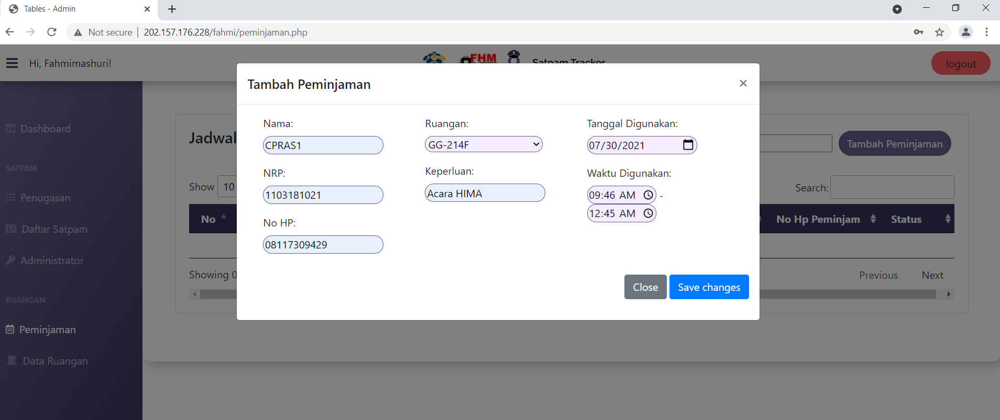 Tables - Admin
Not secure | 202.157.176.228/fahmi/peminjaman.php
Hi, Fahmimashuri!
FHM
Satpam Tracker
logout
Tambah Peminjaman
Dashboard
SATPAM
Penugasan
Daftar Satpam
Administrator
RUANGAN
Peminjaman
Data Ruangan
Nama:
CPRAS1
NRP:
1103181021
No HP:
08117309429
Ruangan:
GG-214F
Keperluan:
Acara HIMA
Tanggal Digunakan:
07/30/2021
Waktu Digunakan:
09:46 AM -
12:45 AM
Close
Save changes
Jadwal
Tambah Peminjaman
Show 10
Search:
No
No Hp Peminjam
Status
Showing 0
Previous
Next